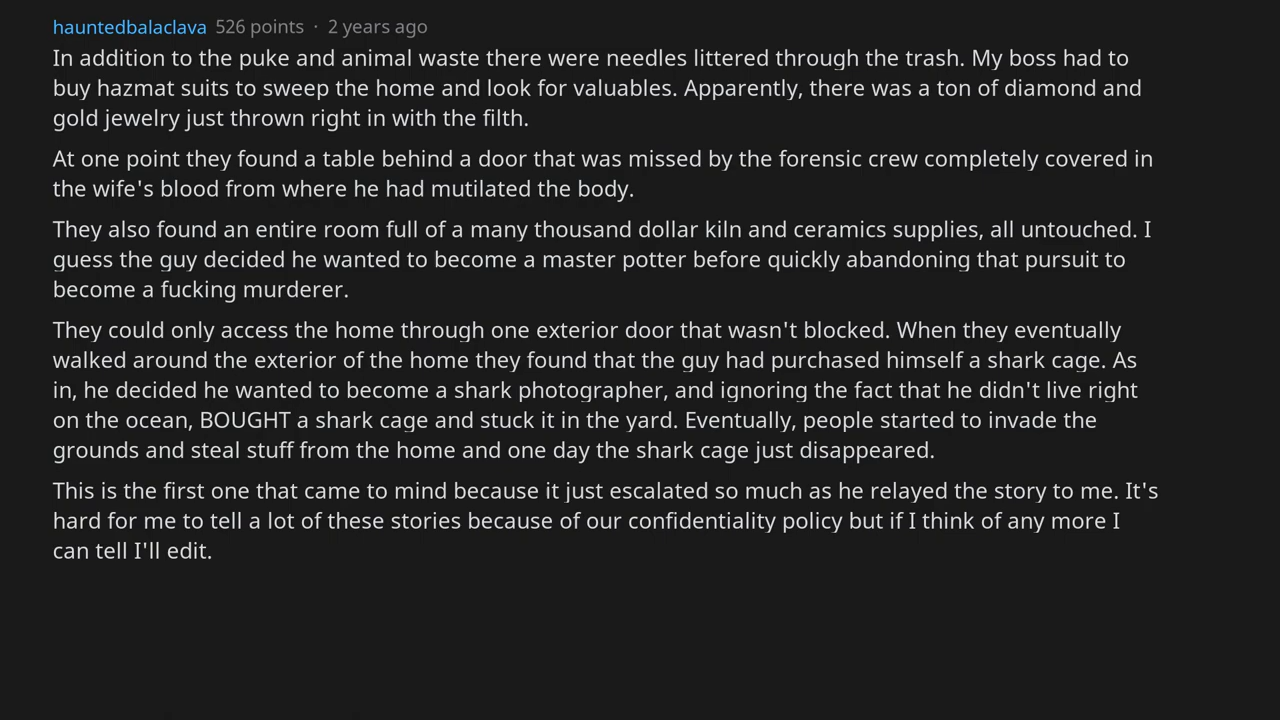 hauntedbalaclava 526 points · 2 years ago
In addition to the puke and animal waste there were needles littered through the trash. My boss had to
buy hazmat suits to sweep the home and look for valuables. Apparently, there was a ton of diamond and
gold jewelry just thrown right in with the filth.
At one point they found a table behind a door that was missed by the forensic crew completely covered in
the wife's blood from where he had mutilated the body.
They also found an entire room full of a many thousand dollar kiln and ceramics supplies, all untouched. I
guess the guy decided he wanted to become a master potter before quickly abandoning that pursuit to
become a fucking murderer.
They could only access the home through one exterior door that wasn't blocked. When they eventually
walked around the exterior of the home they found that the guy had purchased himself a shark cage. As
in, he decided he wanted to become a shark photographer, and ignoring the fact that he didn't live right
on the ocean, BOUGHT a shark cage and stuck it in the yard. Eventually, people started to invade the
grounds and steal stuff from the home and one day the shark cage just disappeared.
This is the first one that came to mind because it just escalated so much as he relayed the story to me. It's
hard for me to tell a lot of these stories because of our confidentiality policy but if I think of any more I
can tell I'll edit.